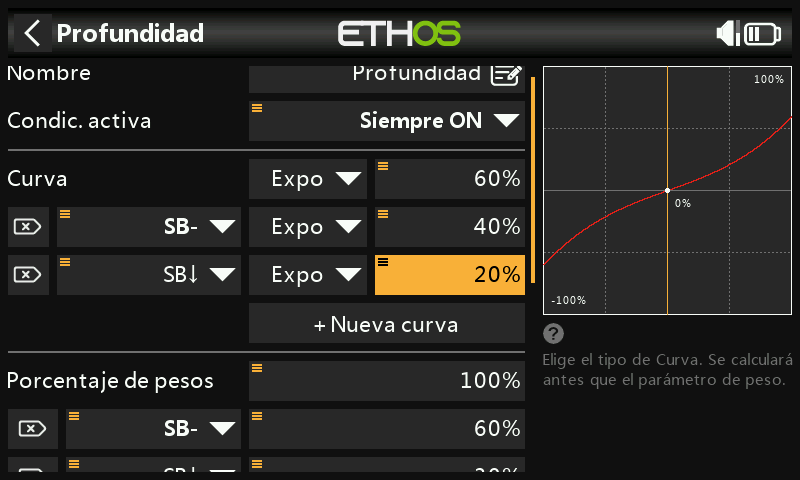 Profundidad
ETHOS
Nombre
Profundidad
Condic. activa
Siempre ON
Curva
Expo
60%
SB-
Expo
40%
SB↓
Expo
20%
+ Nueva curva
Porcentaje de pesos
100%
SB-
60%
100%
0%
-100%
?
Elige el tipo de Curva. Se calculará
antes que el parámetro de peso.